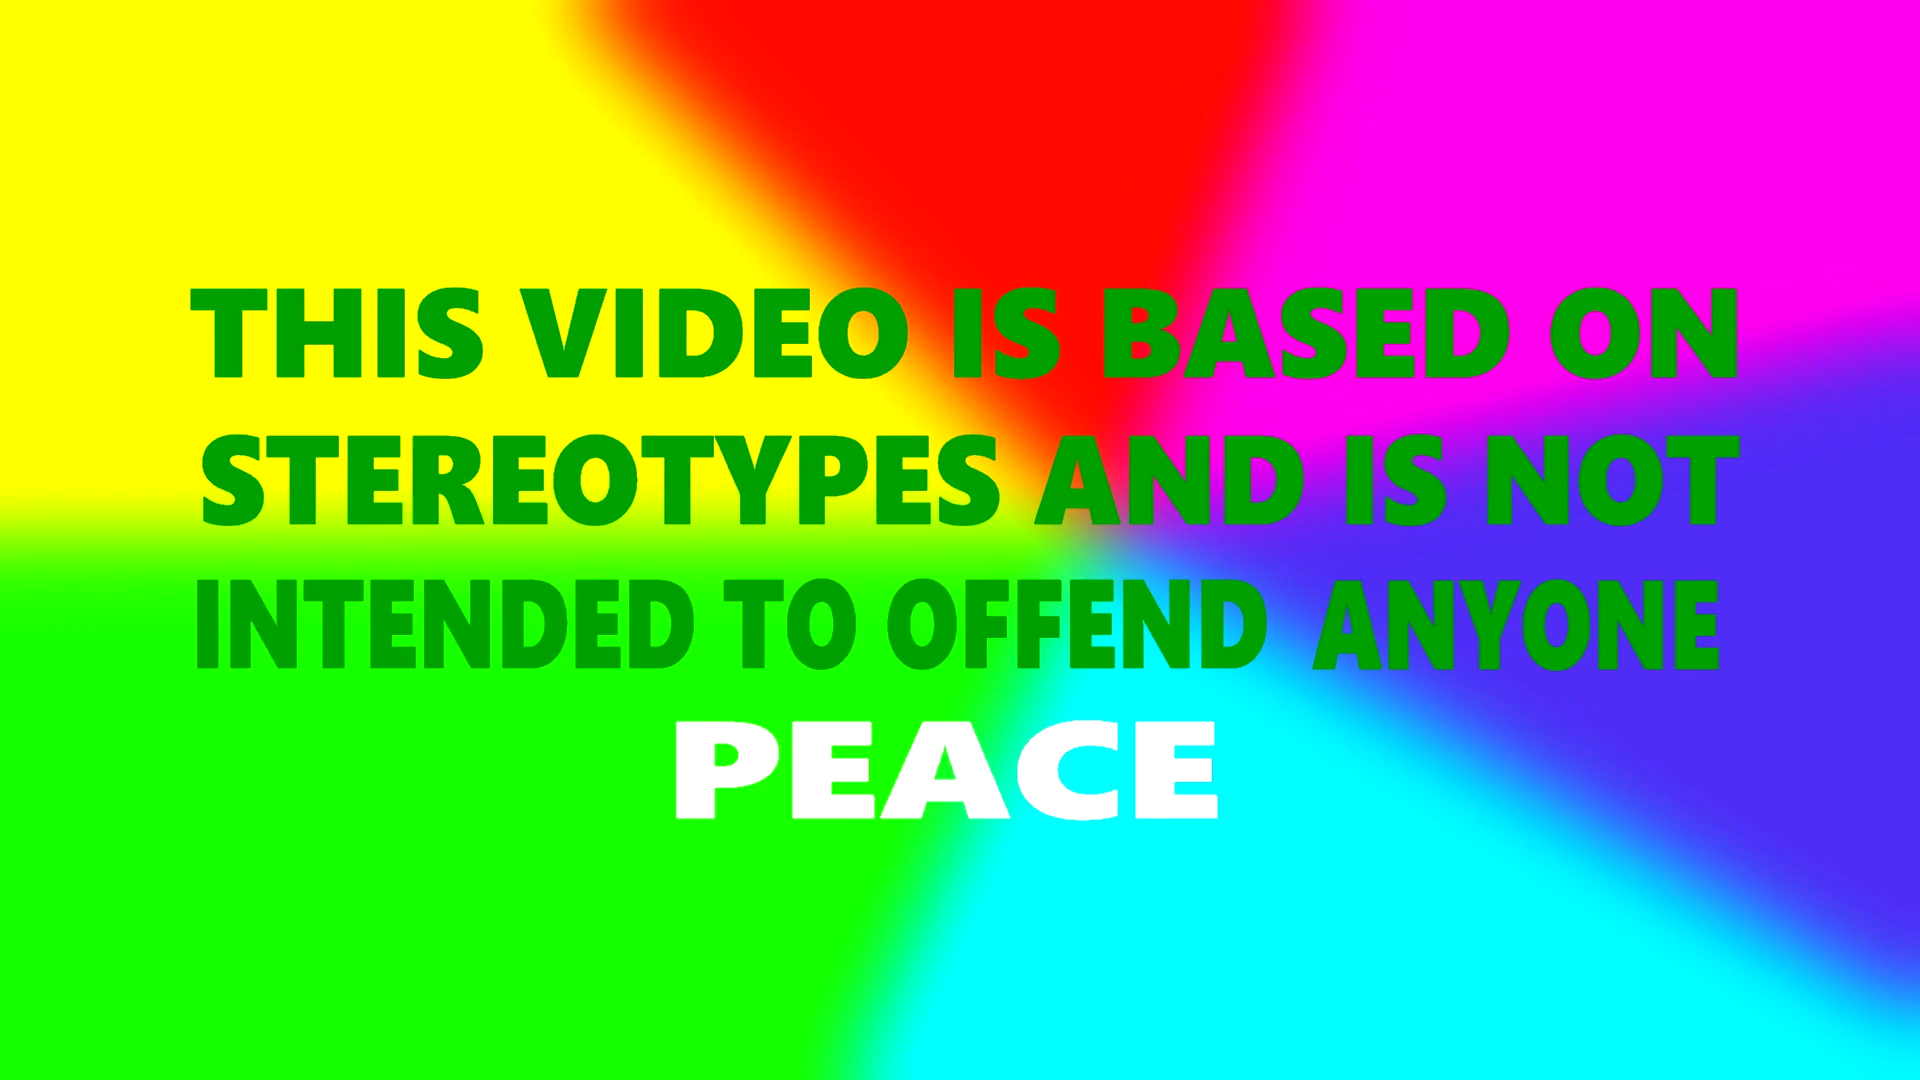 THIS VIDEO IS BASED ON
STEREOTYPES AND IS NOT
INTENDED TO OFFEND ANYONE
PEACE